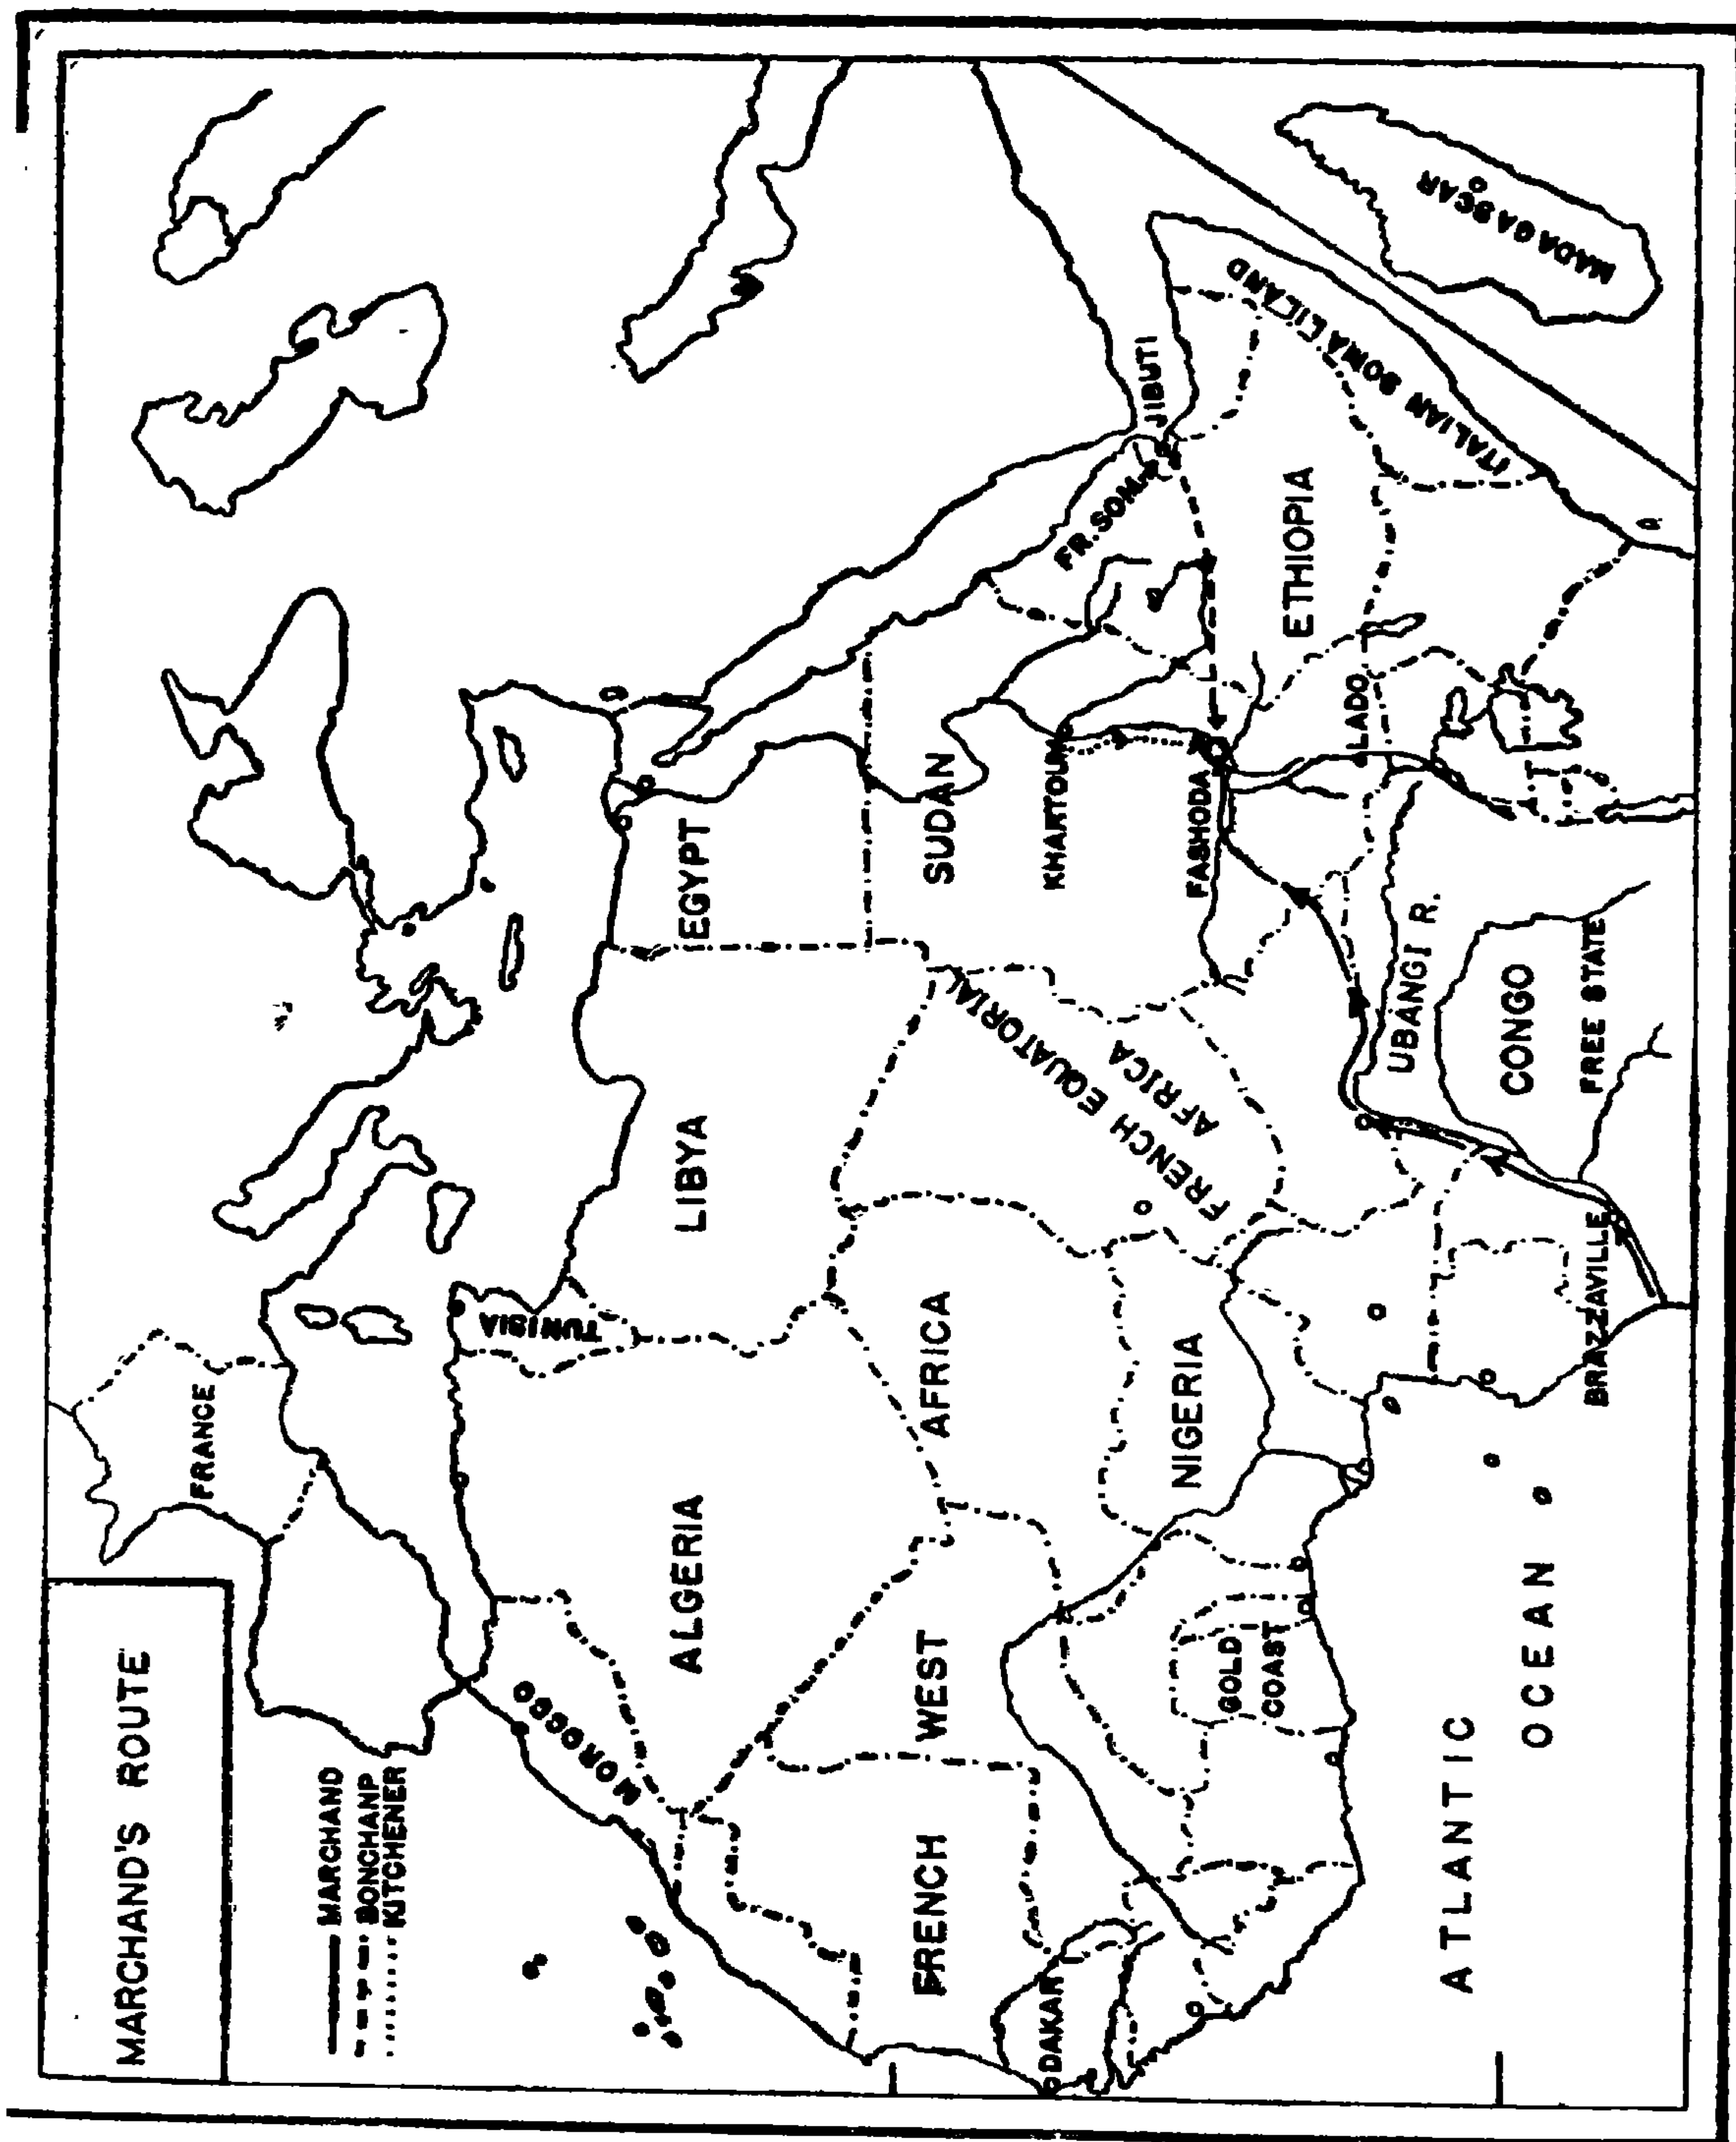 MARCHAND'S ROUTE
MARCHAND
BONCHANP
KITCHENER
FRANCE
MOROCCO
ALGERIA
TUNISIA
LIBYA
EGYPT
SUDAN
KHARTOUM
FASHODA
LADO
FR. SOM.
JIBUTI
ETHIOPIA
ITALIAN SOMALILAND
MADAGASCAR
FRENCH WEST AFRICA
FRENCH EQUATORIAL
AFRICA
DAKAR
GOLD
COAST
NIGERIA
UBANGI R.
CONGO
FREE STATE
BRAZZAVILLE
ATLANTIC
OCEAN